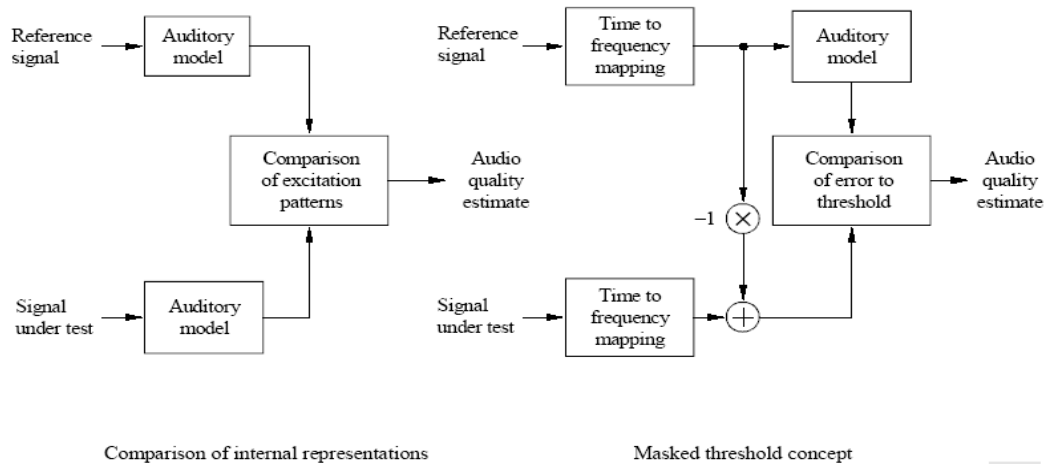 Reference
signal
Auditory
model
Comparison
of excitation
patterns
Audio
quality
estimate
Signal
under test
Auditory
model
Comparison of internal representations
Reference
signal
Time to
frequency
mapping
Auditory
model
−1
×
Comparison
of error to
threshold
Audio
quality
estimate
Signal
under test
Time to
frequency
mapping
+
Masked threshold concept